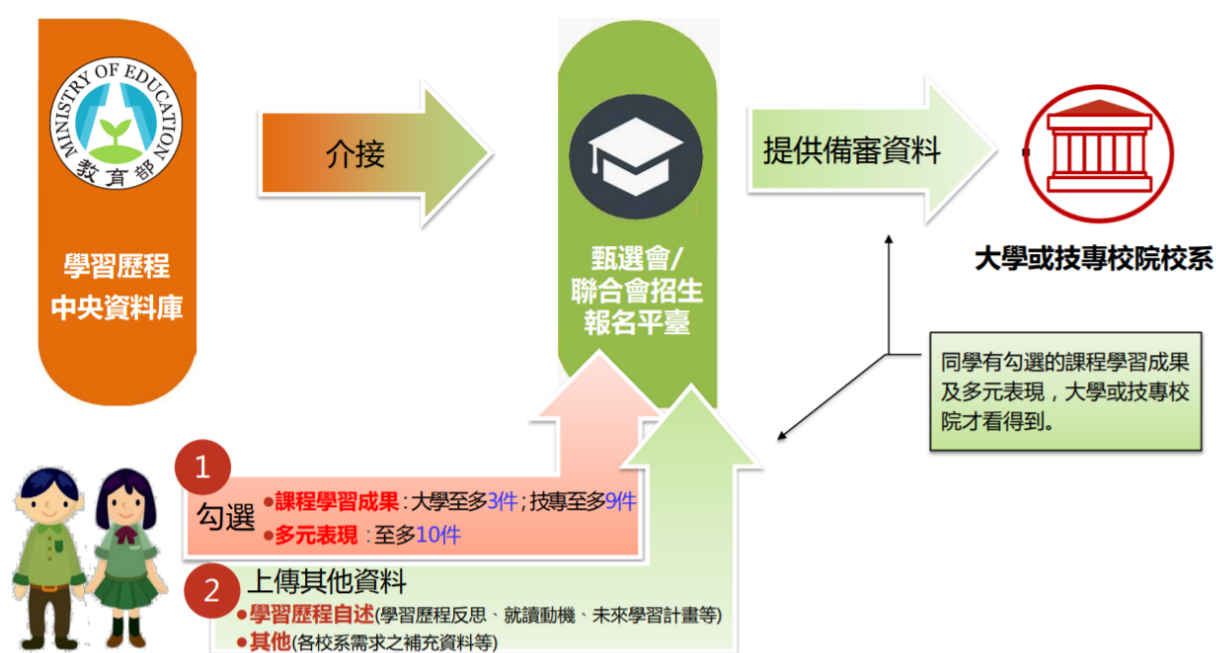 MINISTRY OF EDUCATION
教育部
學習歷程
中央資料庫
介接
甄選會/
聯合會招生
報名平臺
提供備審資料
大學或技專校院校系
同學有勾選的課程學習成果
及多元表現，大學或技專校
院才看得到。
1
勾選
●課程學習成果：大學至多3件；技專至多9件
●多元表現：至多10件
2
上傳其他資料
●學習歷程自述(學習歷程反思、就讀動機、未來學習計畫等)
●其他(各校系需求之補充資料等)